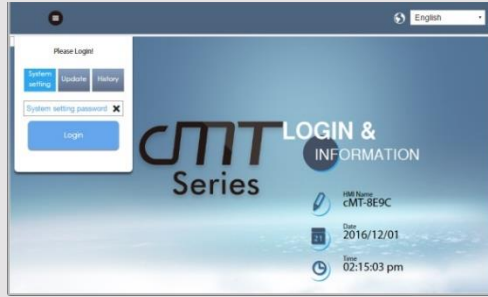 English
Please Login!
System setting
Update
History
System setting password
Login
cMT
Series
LOGIN &
INFORMATION
HMI Name
cMT-8E9C
21
Date
2016/12/01
Time
02:15:03 pm